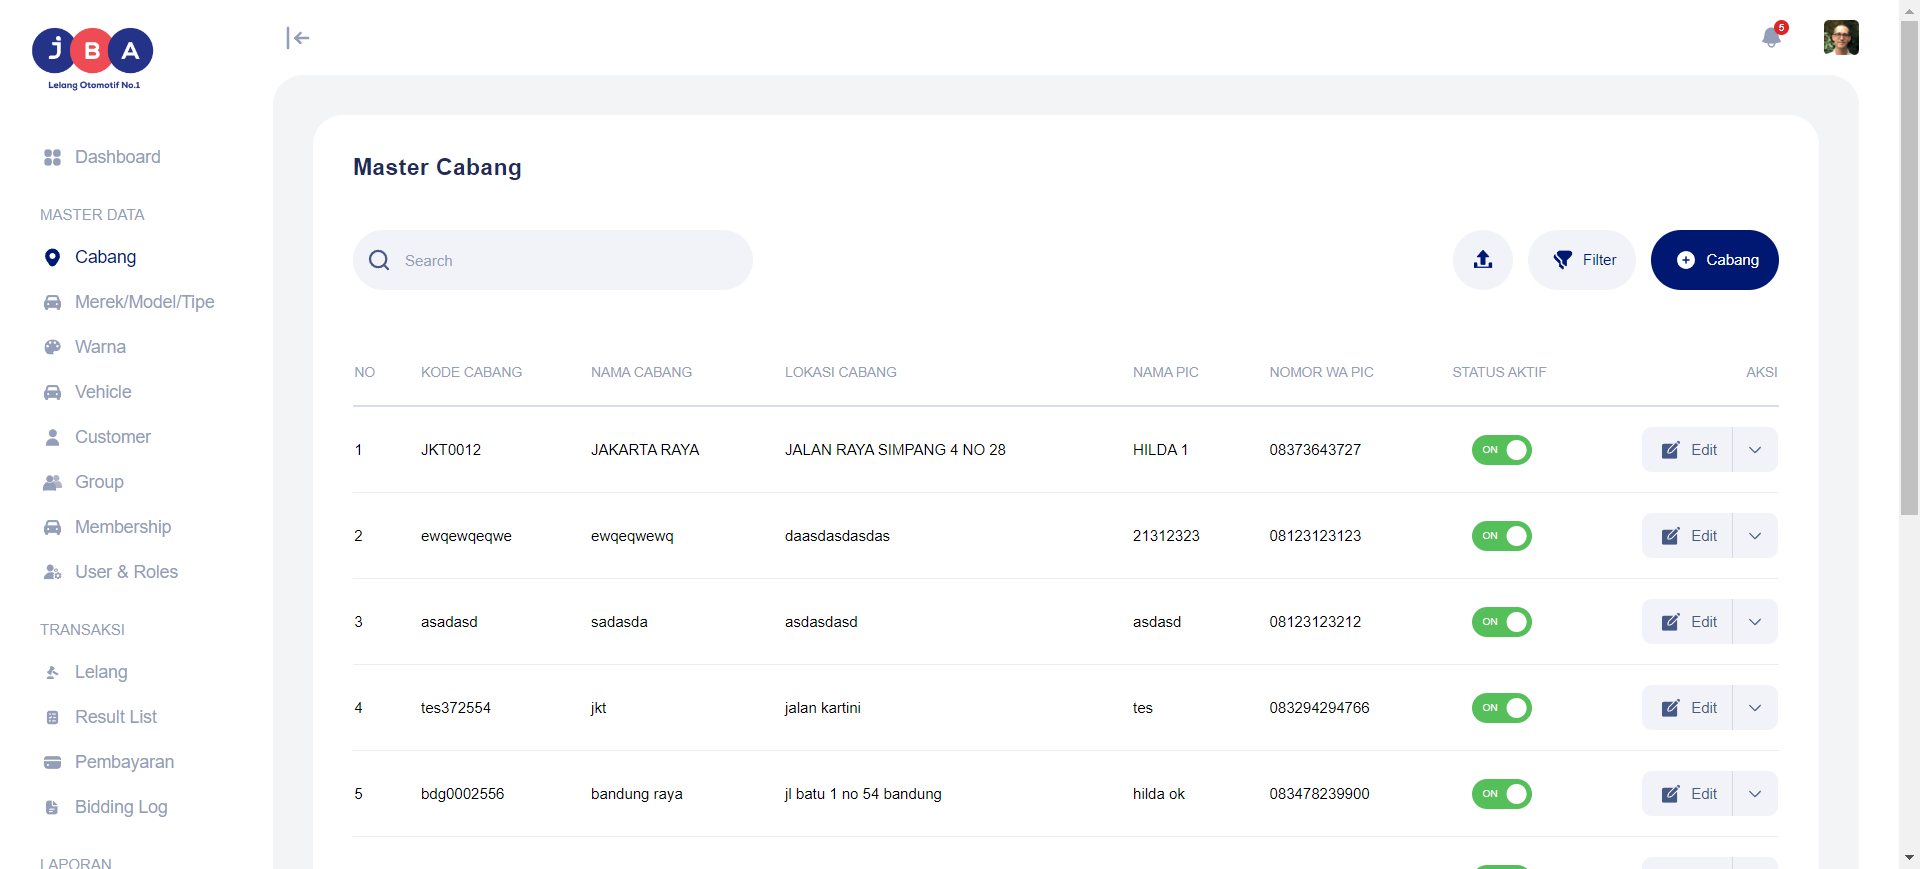 JBA
Lelang Otomotif No.1
5
Dashboard
MASTER DATA
Cabang
Merek/Model/Tipe
Warna
Vehicle
Customer
Group
Membership
User & Roles
TRANSAKSI
Lelang
Result List
Pembayaran
Bidding Log
LAPORAN
Master Cabang
Search
Filter
Cabang
NO KODE CABANG NAMA CABANG LOKASI CABANG NAMA PIC NOMOR WA PIC STATUS AKTIF AKSI
1 JKT0012 JAKARTA RAYA JALAN RAYA SIMPANG 4 NO 28 HILDA 1 08373643727 ON Edit
2 ewqewqeqwe ewqeqwewq daasdasdasdas 21312323 08123123123 ON Edit
3 asadasd sadasda asdasdasd asdasd 08123123212 ON Edit
4 tes372554 jkt jalan kartini tes 083294294766 ON Edit
5 bdg0002556 bandung raya jl batu 1 no 54 bandung hilda ok 083478239900 ON Edit